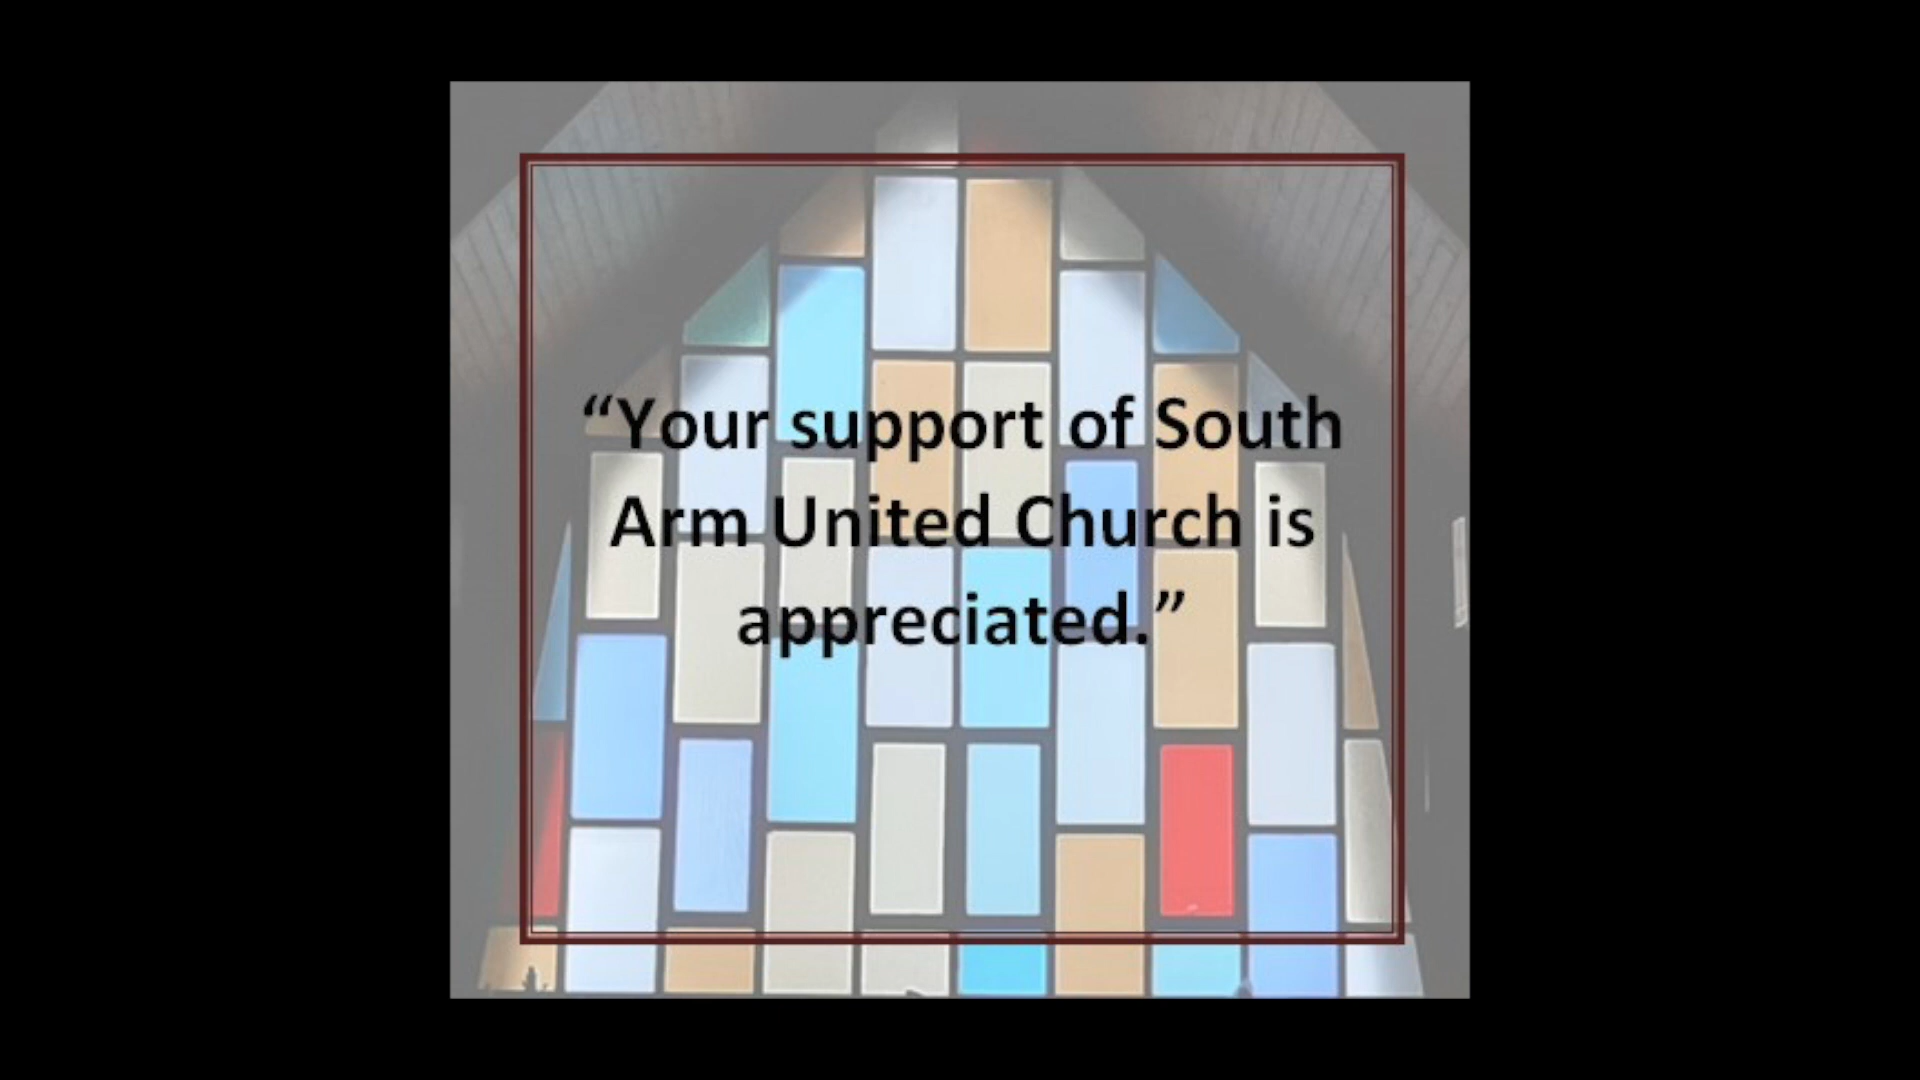 “Your support of South
Arm United Church is
appreciated.”